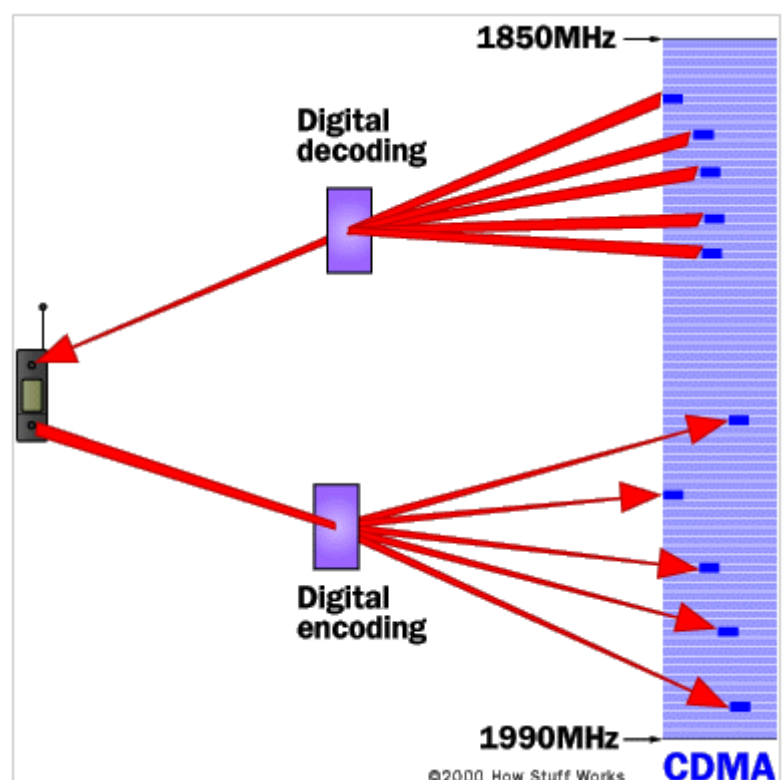 1850MHz
Digital
decoding
Digital
encoding
1990MHz
©2000 How Stuff Works
CDMA